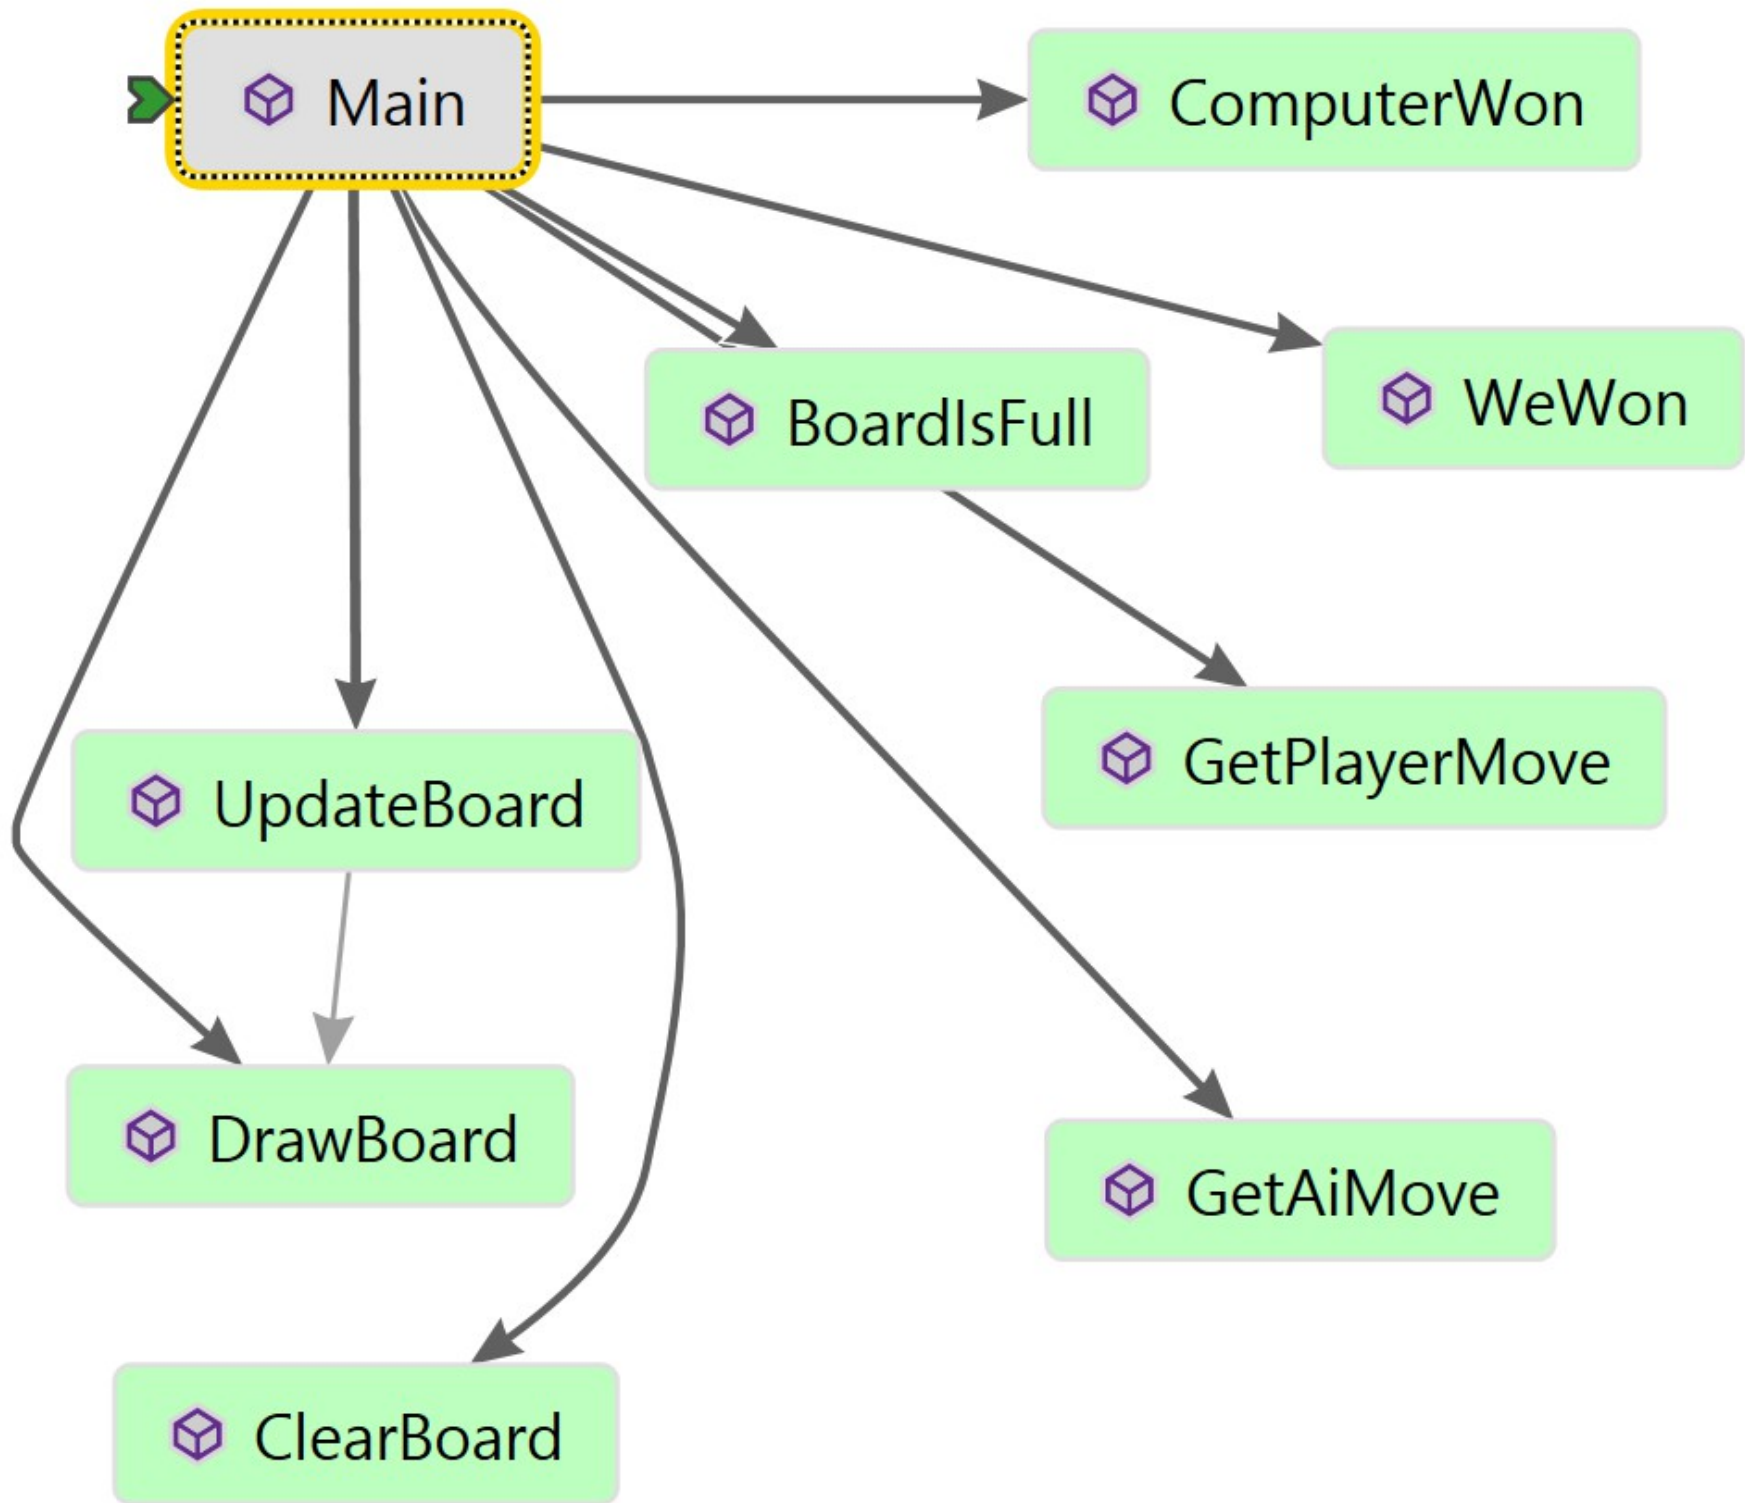 Main
ComputerWon
BoardIsFull
WeWon
GetPlayerMove
UpdateBoard
DrawBoard
GetAiMove
ClearBoard